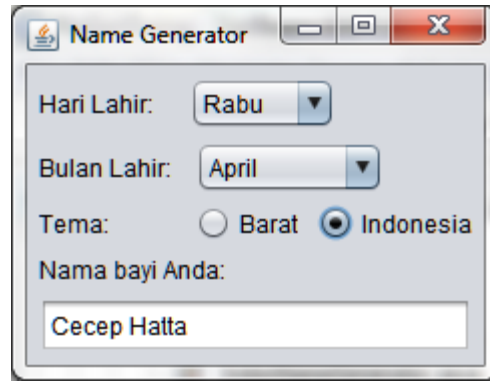 Name Generator
Hari Lahir: Rabu
Bulan Lahir: April
Tema: Barat Indonesia
Nama bayi Anda:
Cecep Hatta